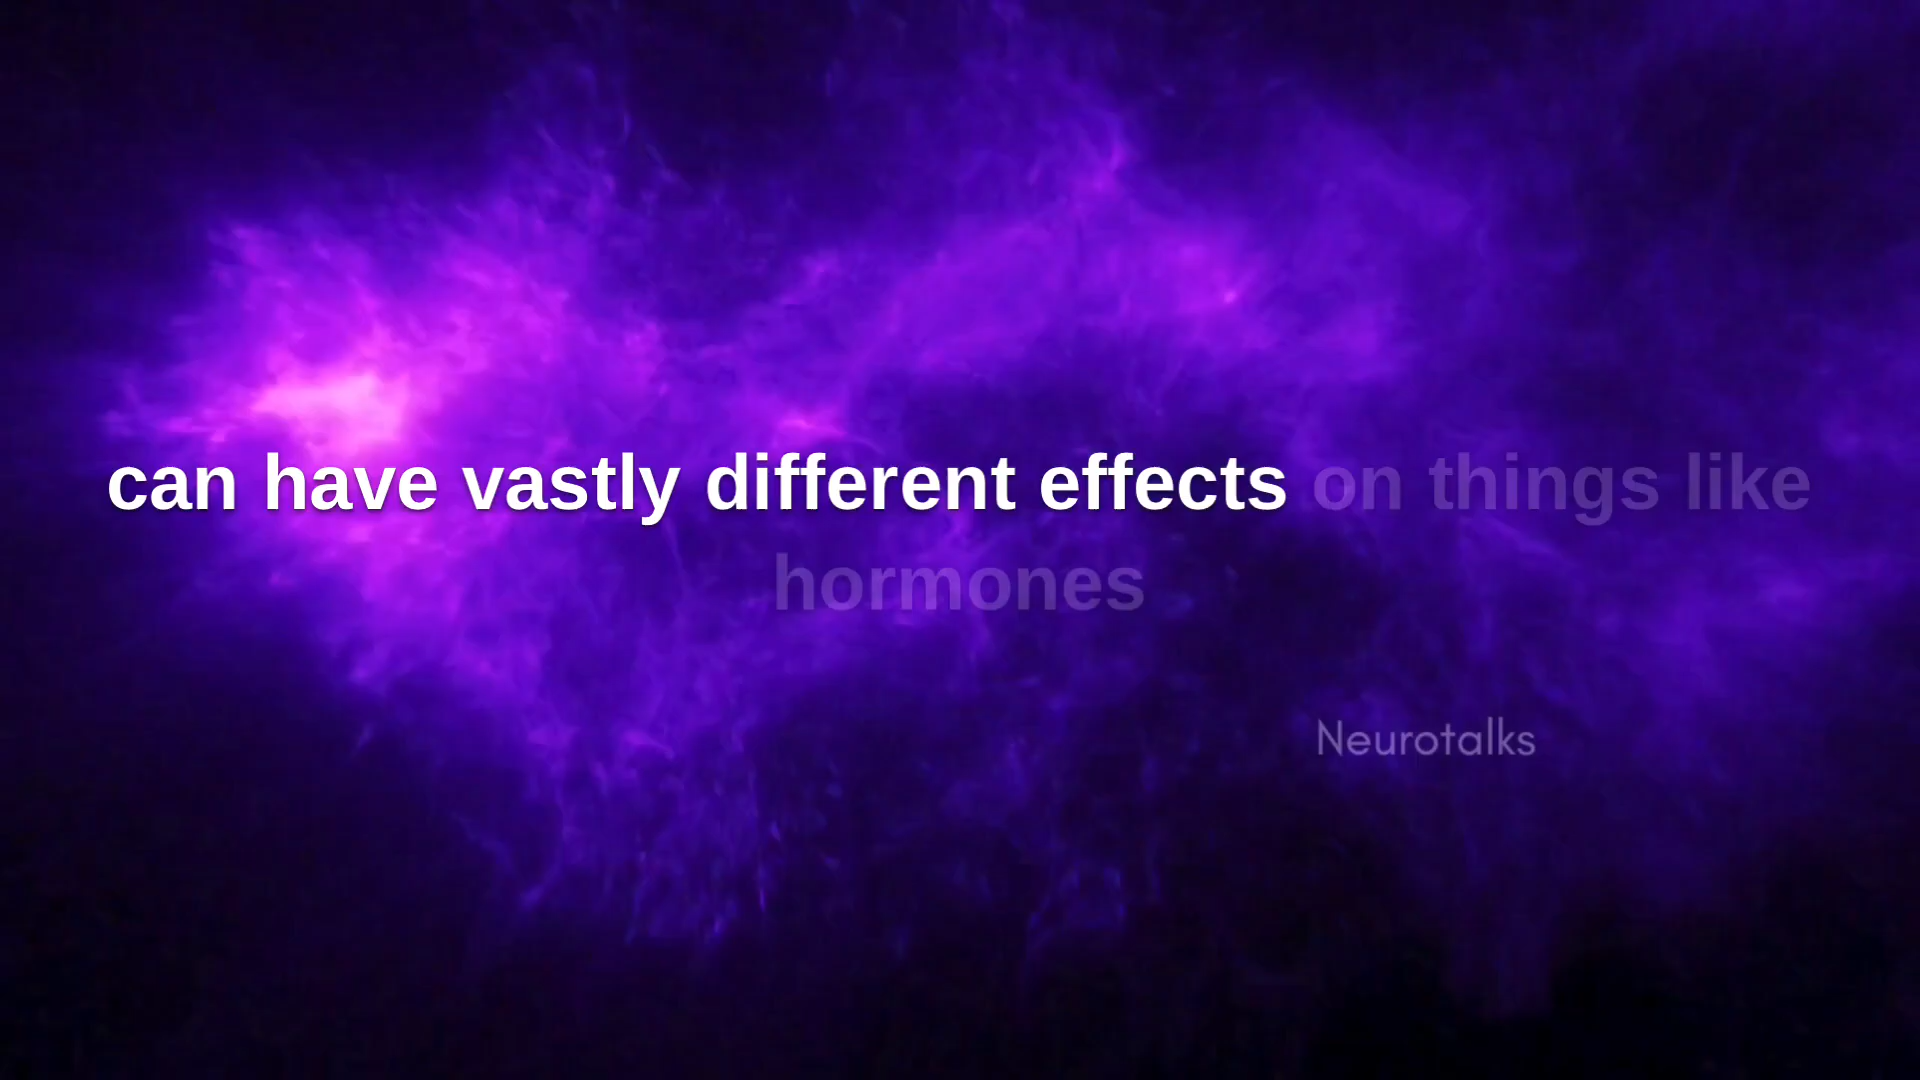 can have vastly different effects on things like
hormones
Neurotalks